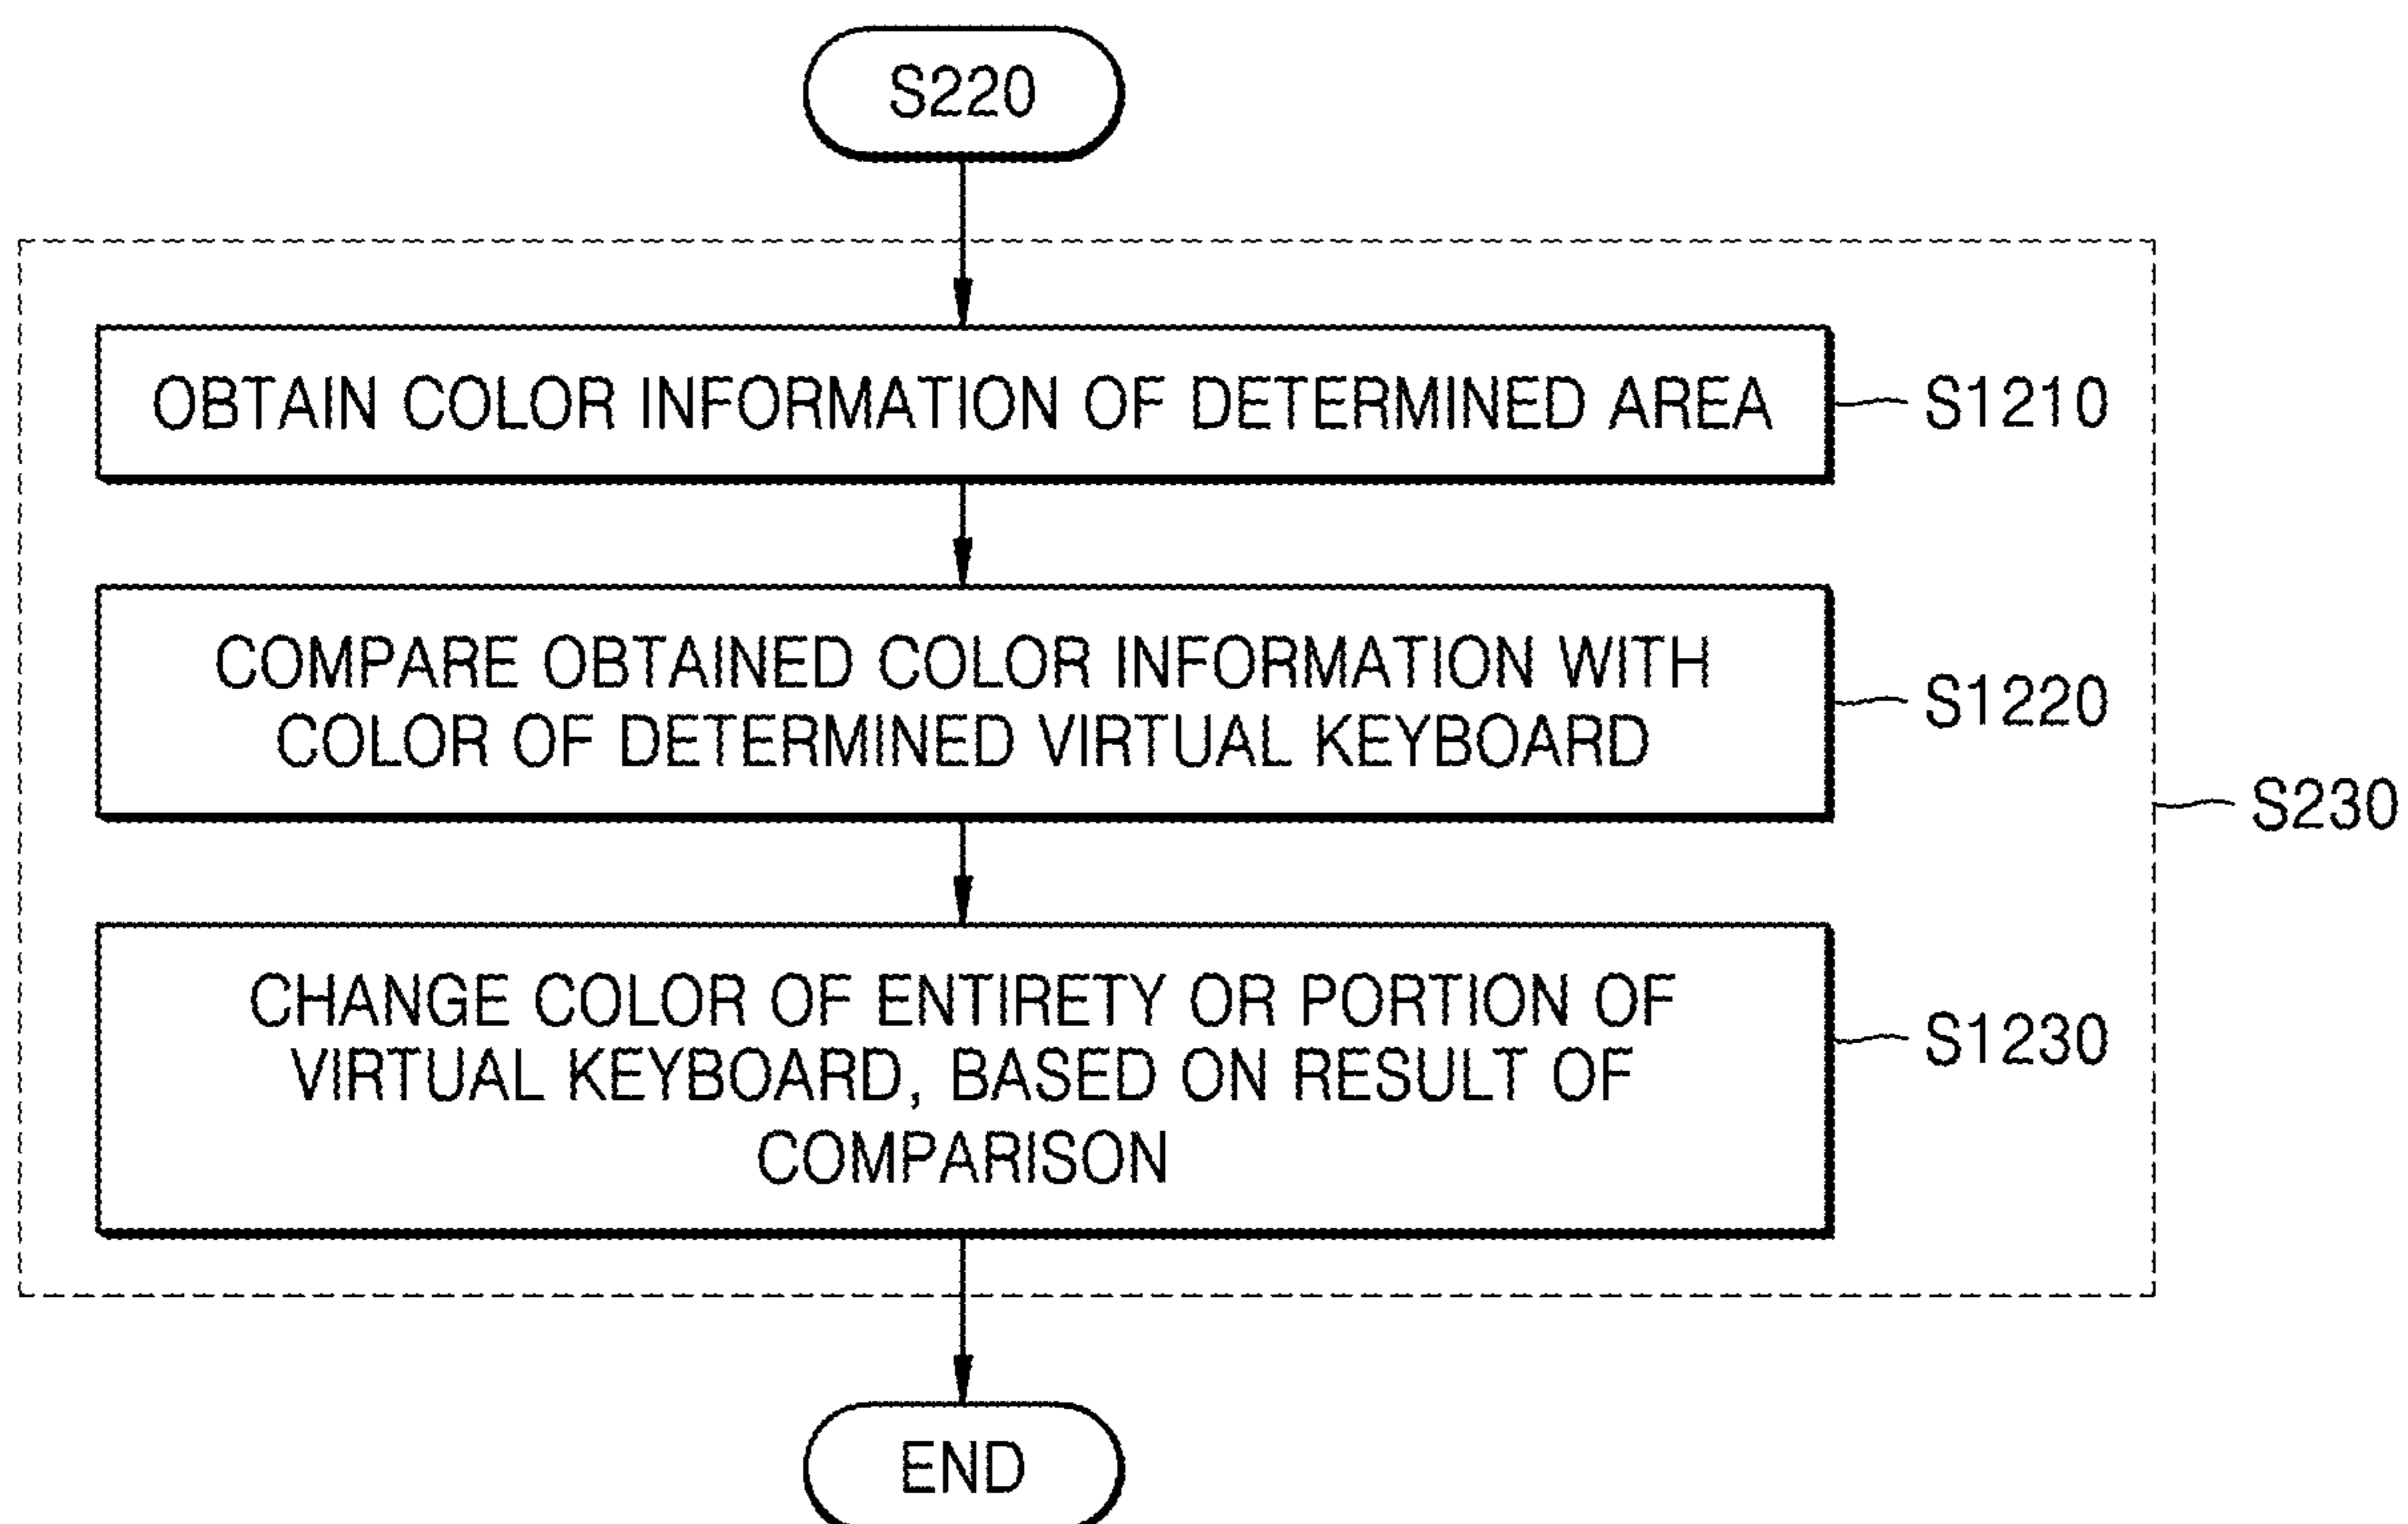 S220
OBTAIN COLOR INFORMATION OF DETERMINED AREA
S1210
COMPARE OBTAINED COLOR INFORMATION WITH
COLOR OF DETERMINED VIRTUAL KEYBOARD
S1220
S230
CHANGE COLOR OF ENTIRETY OR PORTION OF
VIRTUAL KEYBOARD, BASED ON RESULT OF
COMPARISON
S1230
END